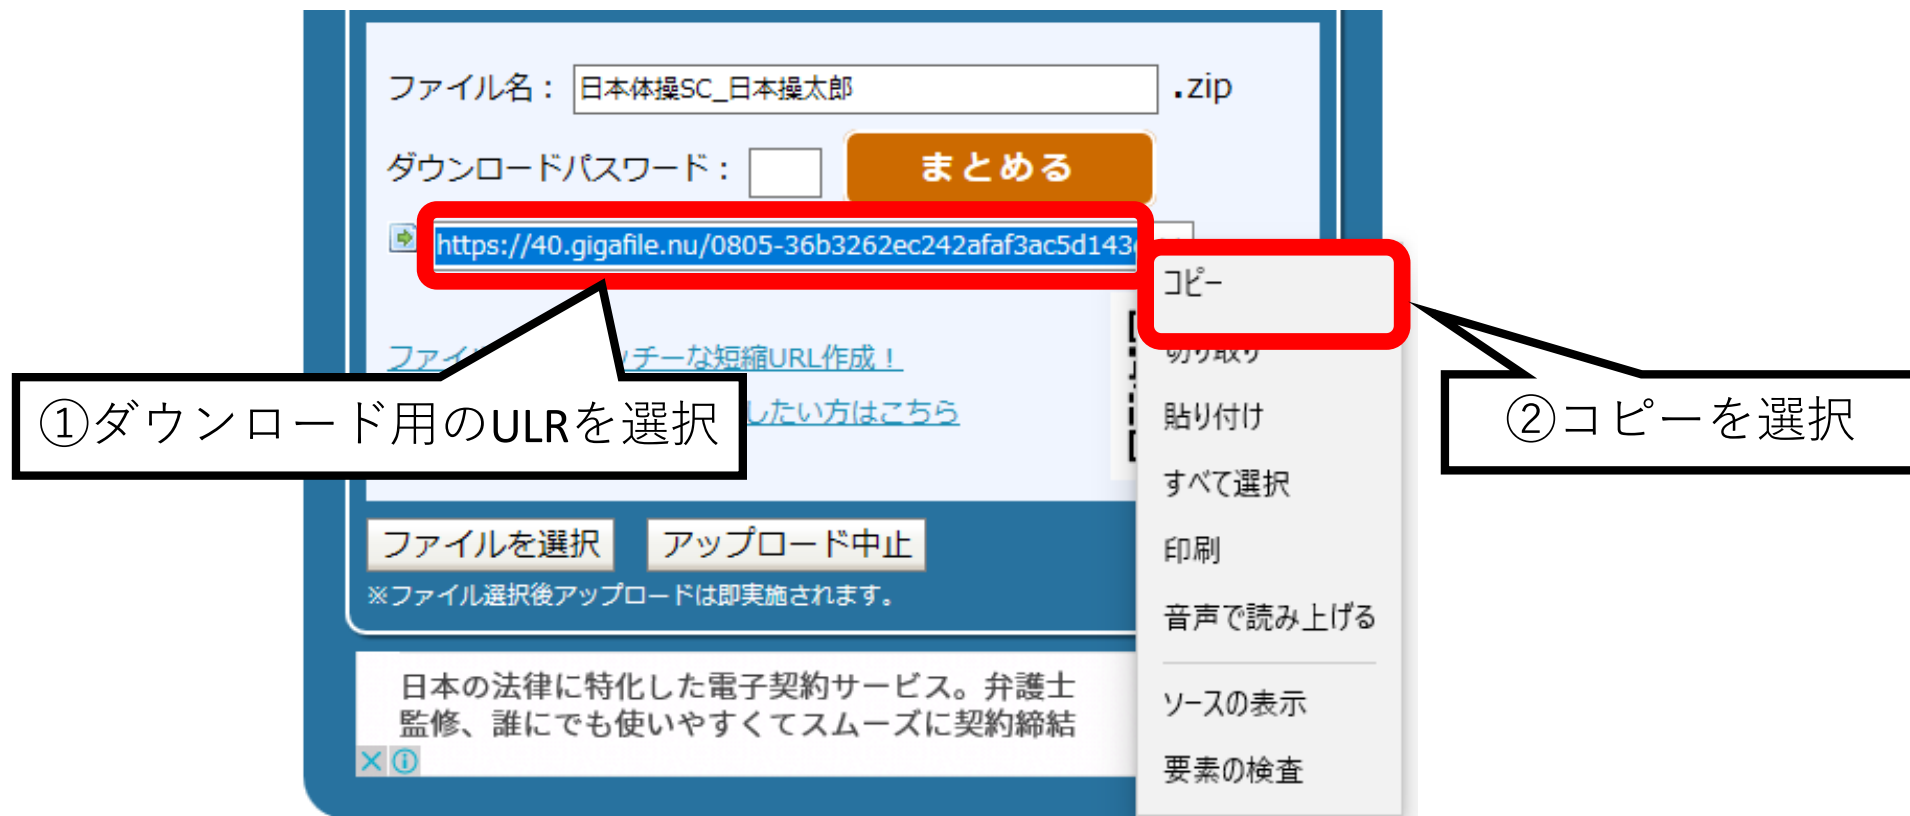 ファイル名： 日本体操SC_日本操太郎 .zip
ダウンロードパスワード： まとめる
https://40.gigafile.nu/0805-36b3262ec242afaf3ac5d143
コピー
切り取り
ファイ ッチーな短縮URL作成！
①ダウンロード用のULRを選択
したい方はこちら
②コピーを選択
貼り付け
すべて選択
ファイルを選択 アップロード中止
印刷
※ファイル選択後アップロードは即実施されます。
音声で読み上げる
日本の法律に特化した電子契約サービス。弁護士
監修、誰にでも使いやすくてスムーズに契約締結
ソースの表示
要素の検査